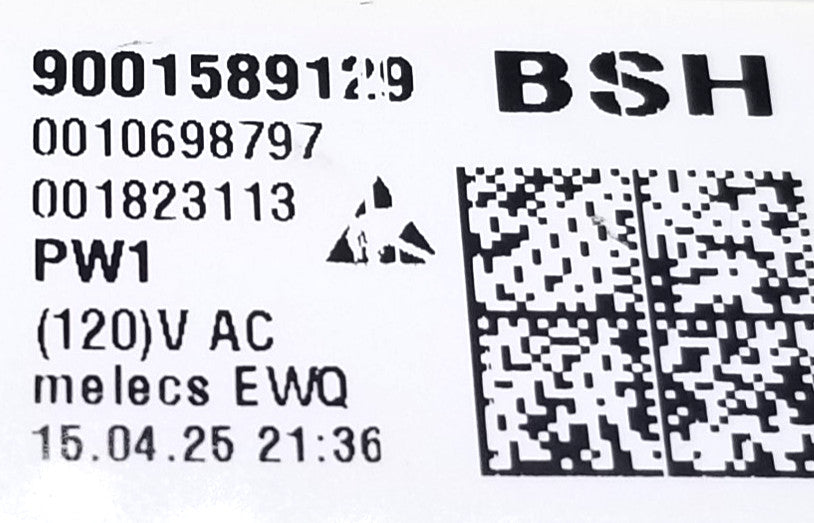 9001589129
BSH
0010698797
001823113
PW1
(120)V AC
melecs EWQ
15.04.25 21:36